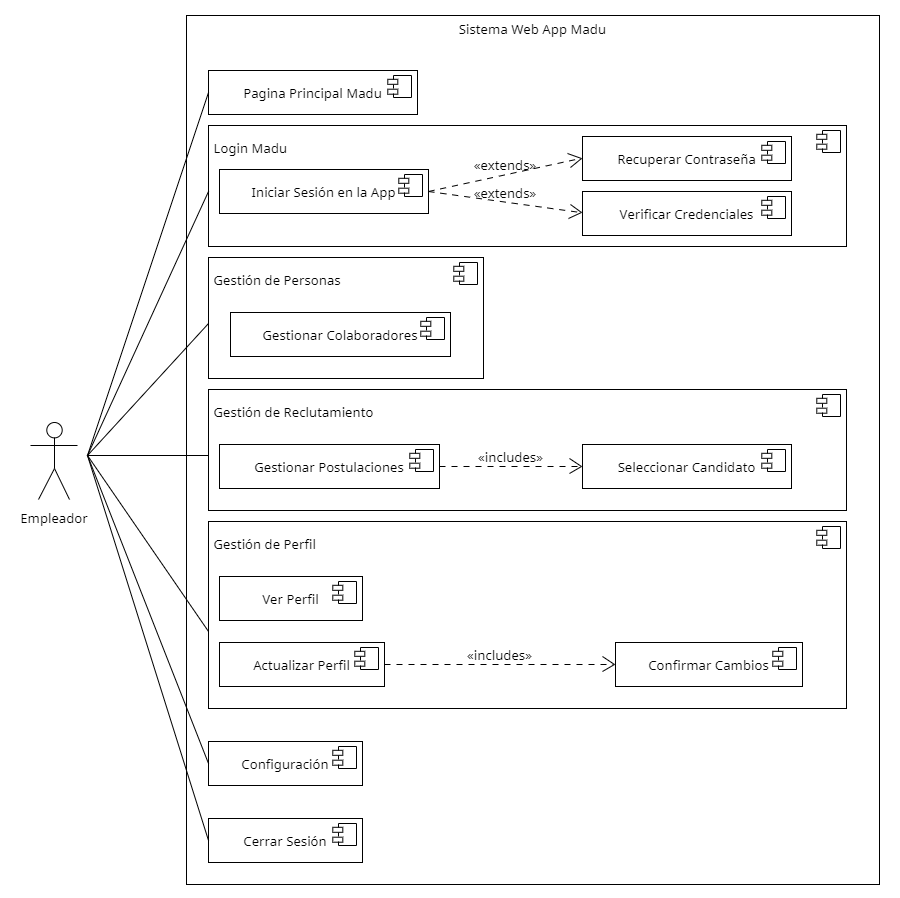 Sistema Web App Madu
Pagina Principal Madu
Login Madu
Iniciar Sesión en la App
«extends»
«extends»
Recuperar Contraseña
Verificar Credenciales
Gestión de Personas
Gestionar Colaboradores
Gestión de Reclutamiento
Gestionar Postulaciones
«includes»
Seleccionar Candidato
Empleador
Gestión de Perfil
Ver Perfil
Actualizar Perfil
«includes»
Confirmar Cambios
Configuración
Cerrar Sesión